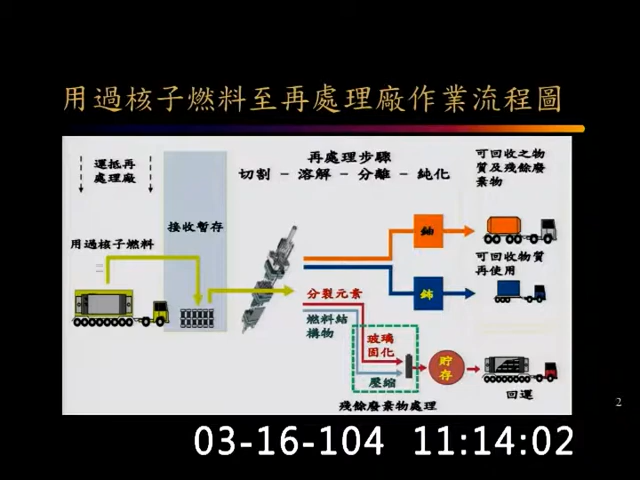 用過核子燃料至再處理廠作業流程圖
運抵再
處理廠
再處理步驟
切割 – 溶解 – 分離 – 純化
可回收之物
質及殘餘廢
棄物
接收暫存
用過核子燃料
鈾
可回收物質
再使用
鈽
分裂元素
燃料結
構物
玻璃
固化
壓縮
貯
存
回運
殘餘廢棄物處理
2
03-16-104 11:14:02